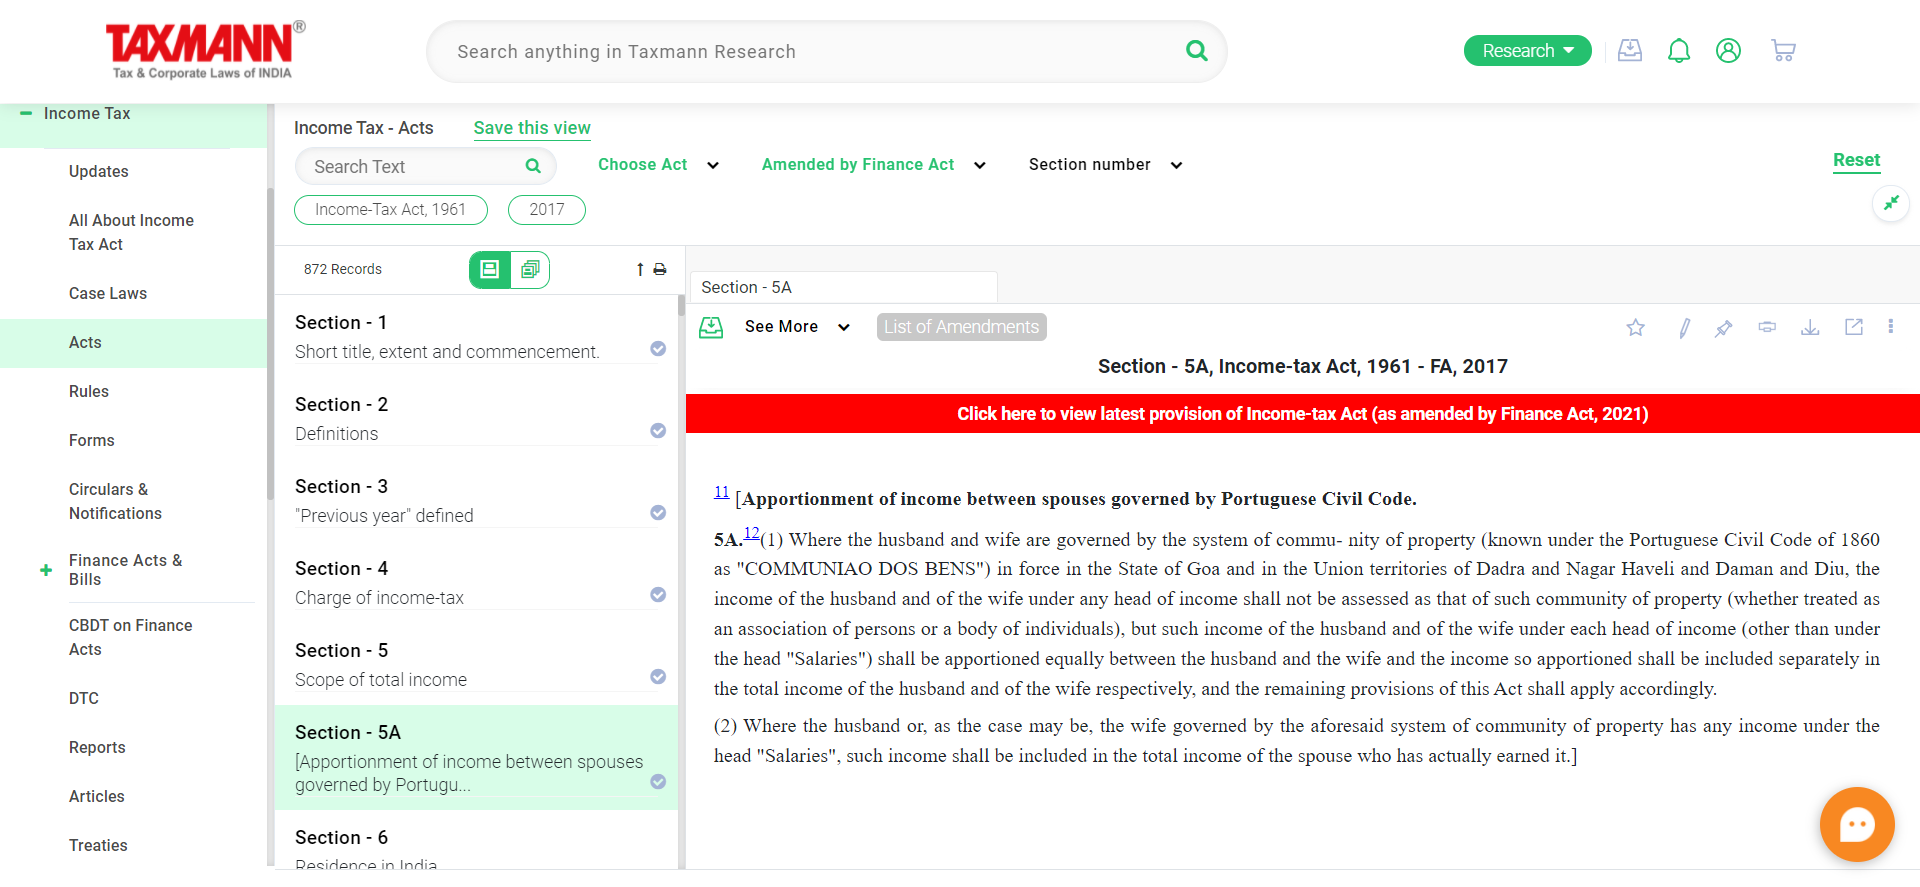 TAXMANN®
Tax & Corporate Laws of INDIA
Search anything in Taxmann Research
Research
Income Tax
Updates
All About Income
Tax Act
Case Laws
Acts
Rules
Forms
Circulars &
Notifications
Finance Acts &
Bills
CBDT on Finance
Acts
DTC
Reports
Articles
Treaties
Income Tax - Acts
Save this view
Search Text
Choose Act
Amended by Finance Act
Section number
Reset
Income-Tax Act, 1961
2017
872 Records
Section - 1
Short title, extent and commencement.
Section - 2
Definitions
Section - 3
"Previous year" defined
Section - 4
Charge of income-tax
Section - 5
Scope of total income
Section - 5A
[Apportionment of income between spouses
governed by Portugu...
Section - 6
Residence in India
Section - 5A
See More
List of Amendments
Section - 5A, Income-tax Act, 1961 - FA, 2017
Click here to view latest provision of Income-tax Act (as amended by Finance Act, 2021)
11 [Apportionment of income between spouses governed by Portuguese Civil Code.
5A.12(1) Where the husband and wife are governed by the system of commu- nity of property (known under the Portuguese Civil Code of 1860
as "COMMUNIAO DOS BENS") in force in the State of Goa and in the Union territories of Dadra and Nagar Haveli and Daman and Diu, the
income of the husband and of the wife under any head of income shall not be assessed as that of such community of property (whether treated as
an association of persons or a body of individuals), but such income of the husband and of the wife under each head of income (other than under
the head "Salaries") shall be apportioned equally between the husband and the wife and the income so apportioned shall be included separately in
the total income of the husband and of the wife respectively, and the remaining provisions of this Act shall apply accordingly.
(2) Where the husband or, as the case may be, the wife governed by the aforesaid system of community of property has any income under the
head "Salaries", such income shall be included in the total income of the spouse who has actually earned it.]